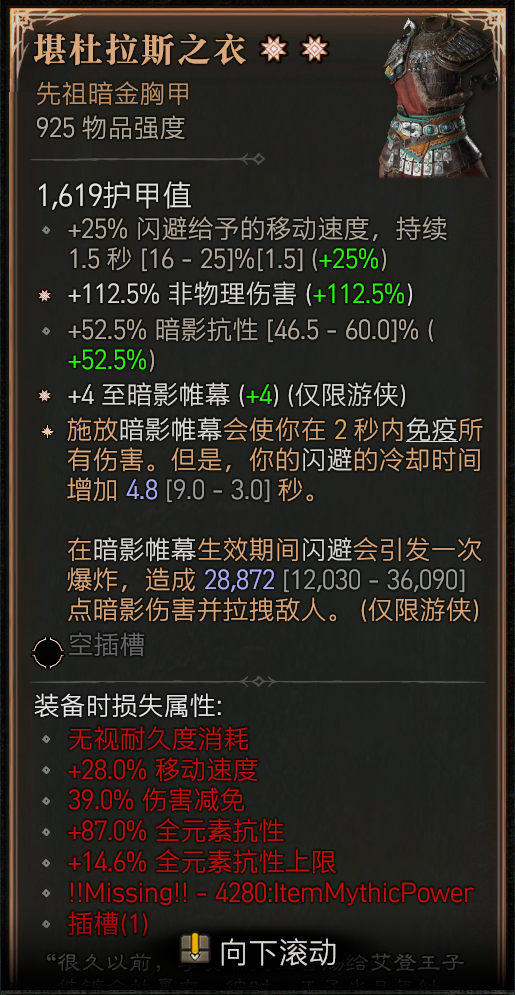 堪杜拉斯之衣
先祖暗金胸甲
925 物品强度
1,619护甲值
+25% 闪避给予的移动速度，持续
1.5 秒 [16 - 25]%[1.5] (+25%)
+112.5% 非物理伤害 (+112.5%)
+52.5% 暗影抗性 [46.5 - 60.0]% (
+52.5%)
+4 至暗影帷幕 (+4) (仅限游侠)
施放暗影帷幕会使你在 2 秒内免疫所
有伤害。但是，你的闪避的冷却时间
增加 4.8 [9.0 - 3.0] 秒。
在暗影帷幕生效期间闪避会引发一次
爆炸，造成 28,872 [12,030 - 36,090]
点暗影伤害并拉拽敌人。 (仅限游侠)
空插槽
装备时损失属性:
无视耐久度消耗
+28.0% 移动速度
39.0% 伤害减免
+87.0% 全元素抗性
+14.6% 全元素抗性上限
!!Missing!! - 4280:ItemMythicPower
插槽(1)
向下滚动
“很久以前，给艾登王子